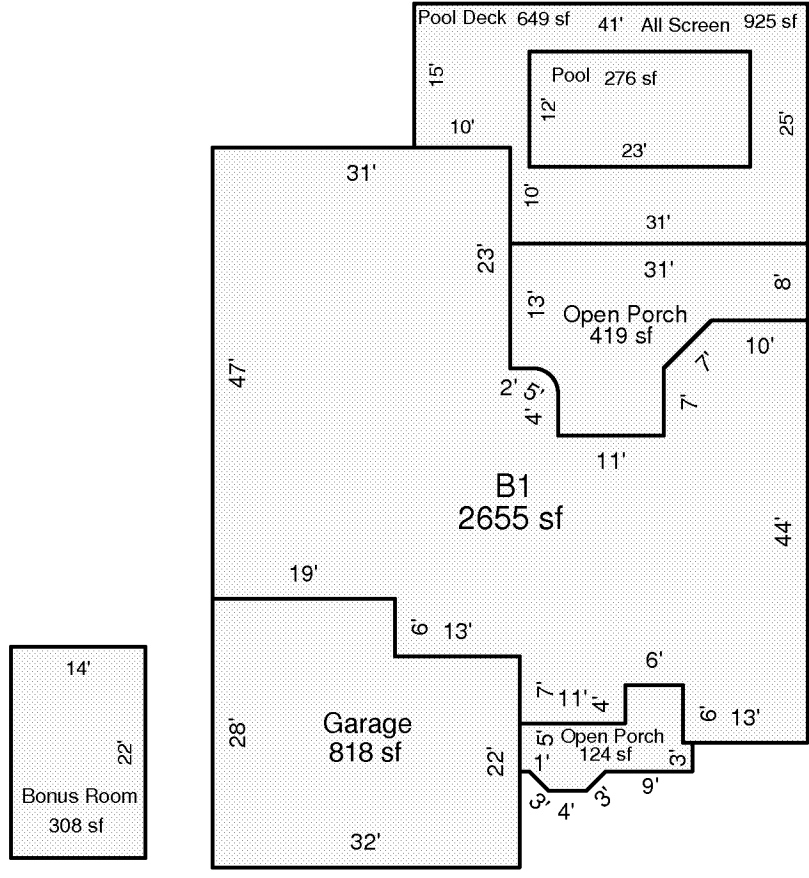 Pool Deck 649 sf 41' All Screen 925 sf
15'
Pool 276 sf
12'
25'
10'
23'
31'
10'
31'
23'
31'
8'
13'
Open Porch
419 sf
10'
7'
47'
2' 5'
4'
7'
11'
B1
2655 sf
44'
19'
6' 13'
6'
14'
7' 11' 4'
6' 13'
28'
Garage
818 sf
22'
5'
Open Porch
124 sf
3'
22'
1'
9'
3' 4' 3'
Bonus Room
308 sf
32'